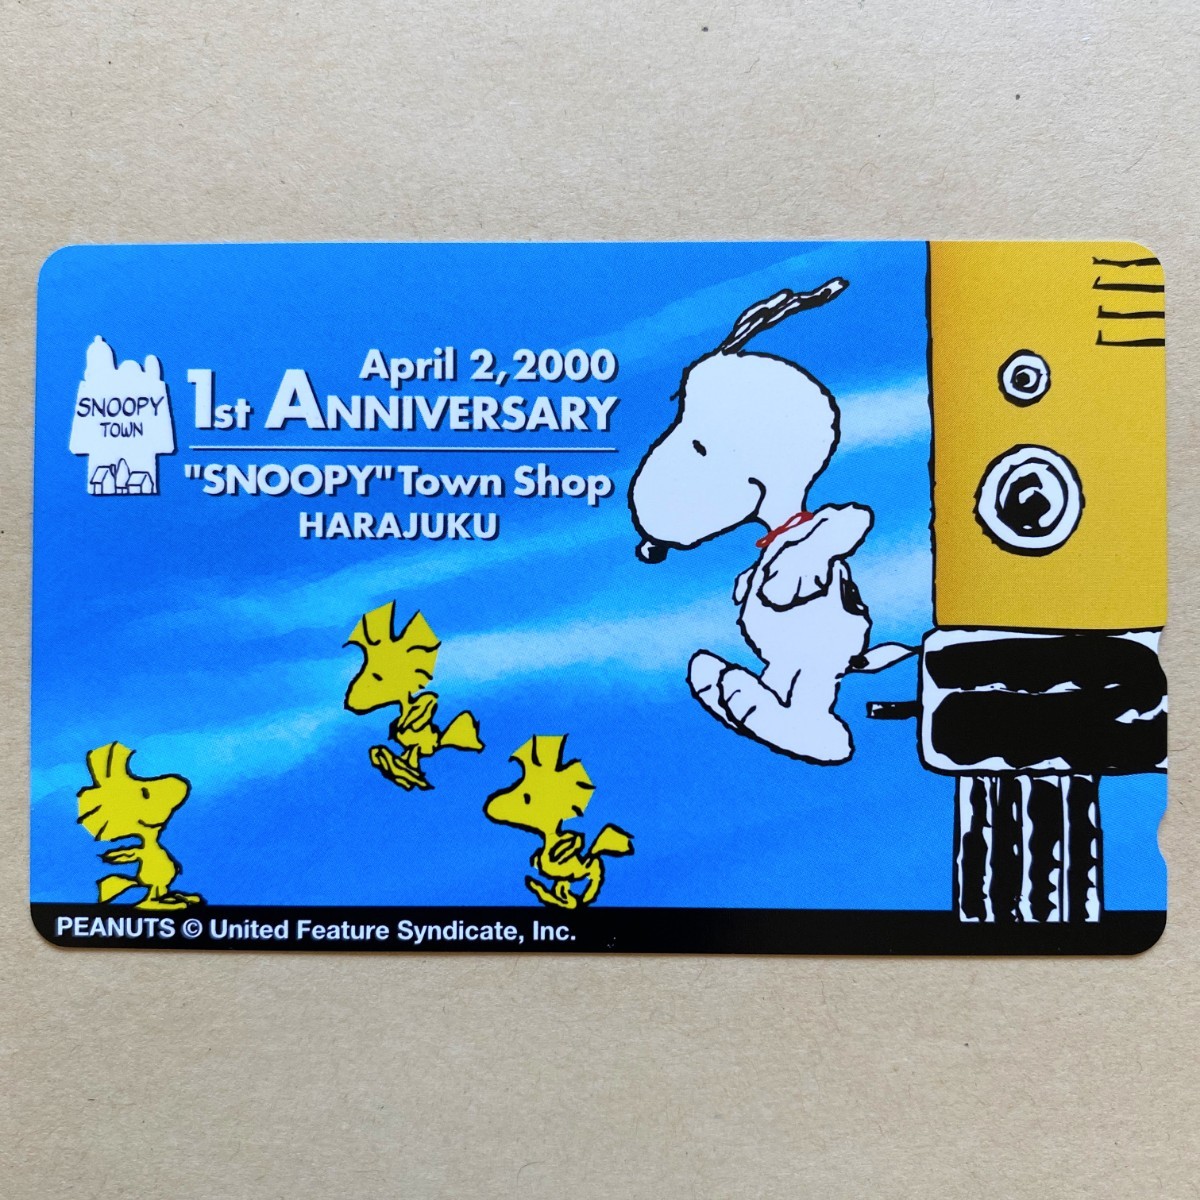 SNOOPY
TOWN
April 2, 2000
1st ANNIVERSARY
"SNOOPY" Town Shop
HARAJUKU
PEANUTS © United Feature Syndicate, Inc.